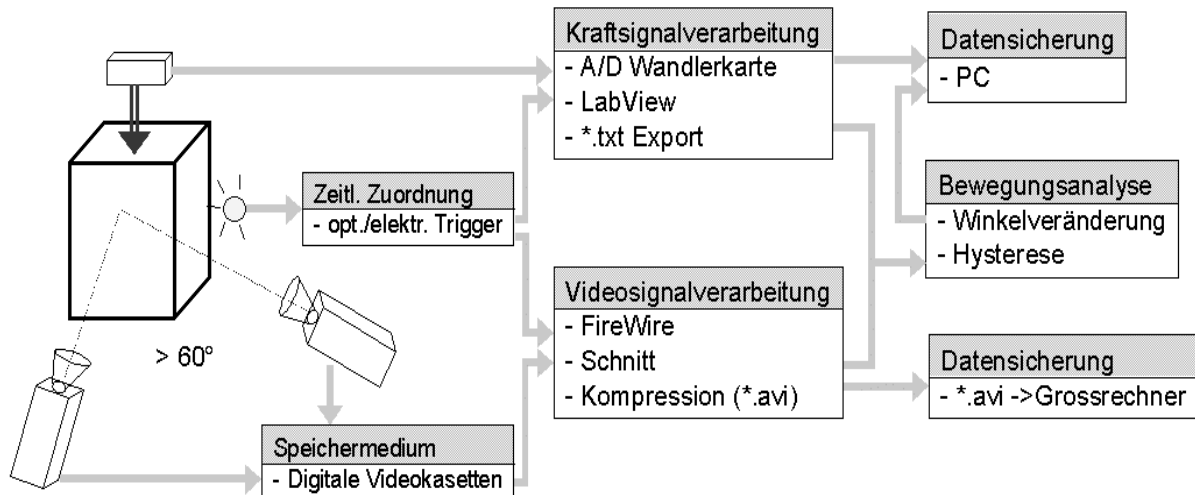 Kraftsignalverarbeitung
- A/D Wandlerkarte
- LabView
- *.txt Export
Datensicherung
- PC
Zeitl. Zuordnung
- opt./elektr. Trigger
Bewegungsanalyse
- Winkelveränderung
- Hysterese
Videosignalverarbeitung
- FireWire
- Schnitt
- Kompression (*.avi)
> 60º
Datensicherung
- *.avi ->Grossrechner
Speichermedium
- Digitale Videokasetten